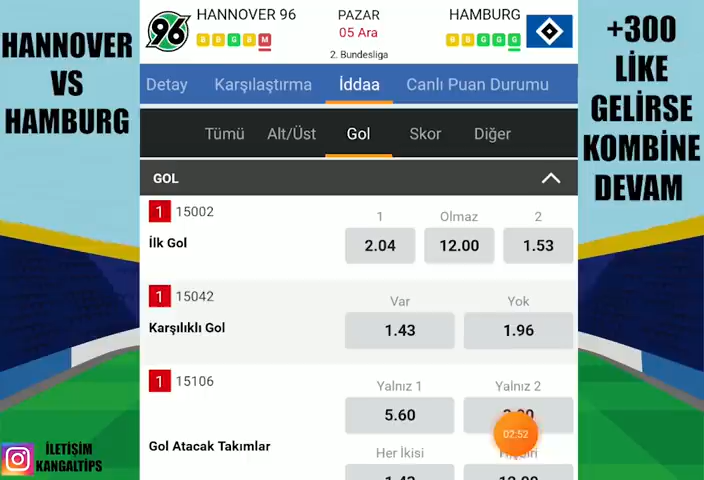 HANNOVER
VS
HAMBURG
+300
LİKE
GELİRSE
KOMBİNE
DEVAM
96
HANNOVER 96
B B G B M
PAZAR
05 Ara
2. Bundesliga
HAMBURG
B B G G G
Detay Karşılaştırma İddaa Canlı Puan Durumu
Tümü Alt/Üst Gol Skor Diğer
GOL
1 15002
İlk Gol
1 Olmaz 2
2.04 12.00 1.53
1 15042
Karşılıklı Gol
Var Yok
1.43 1.96
1 15106
Gol Atacak Takımlar
Yalnız 1 Yalnız 2
5.60
02:52
Her İkisi
İLETİŞİM
KANGALTİPS